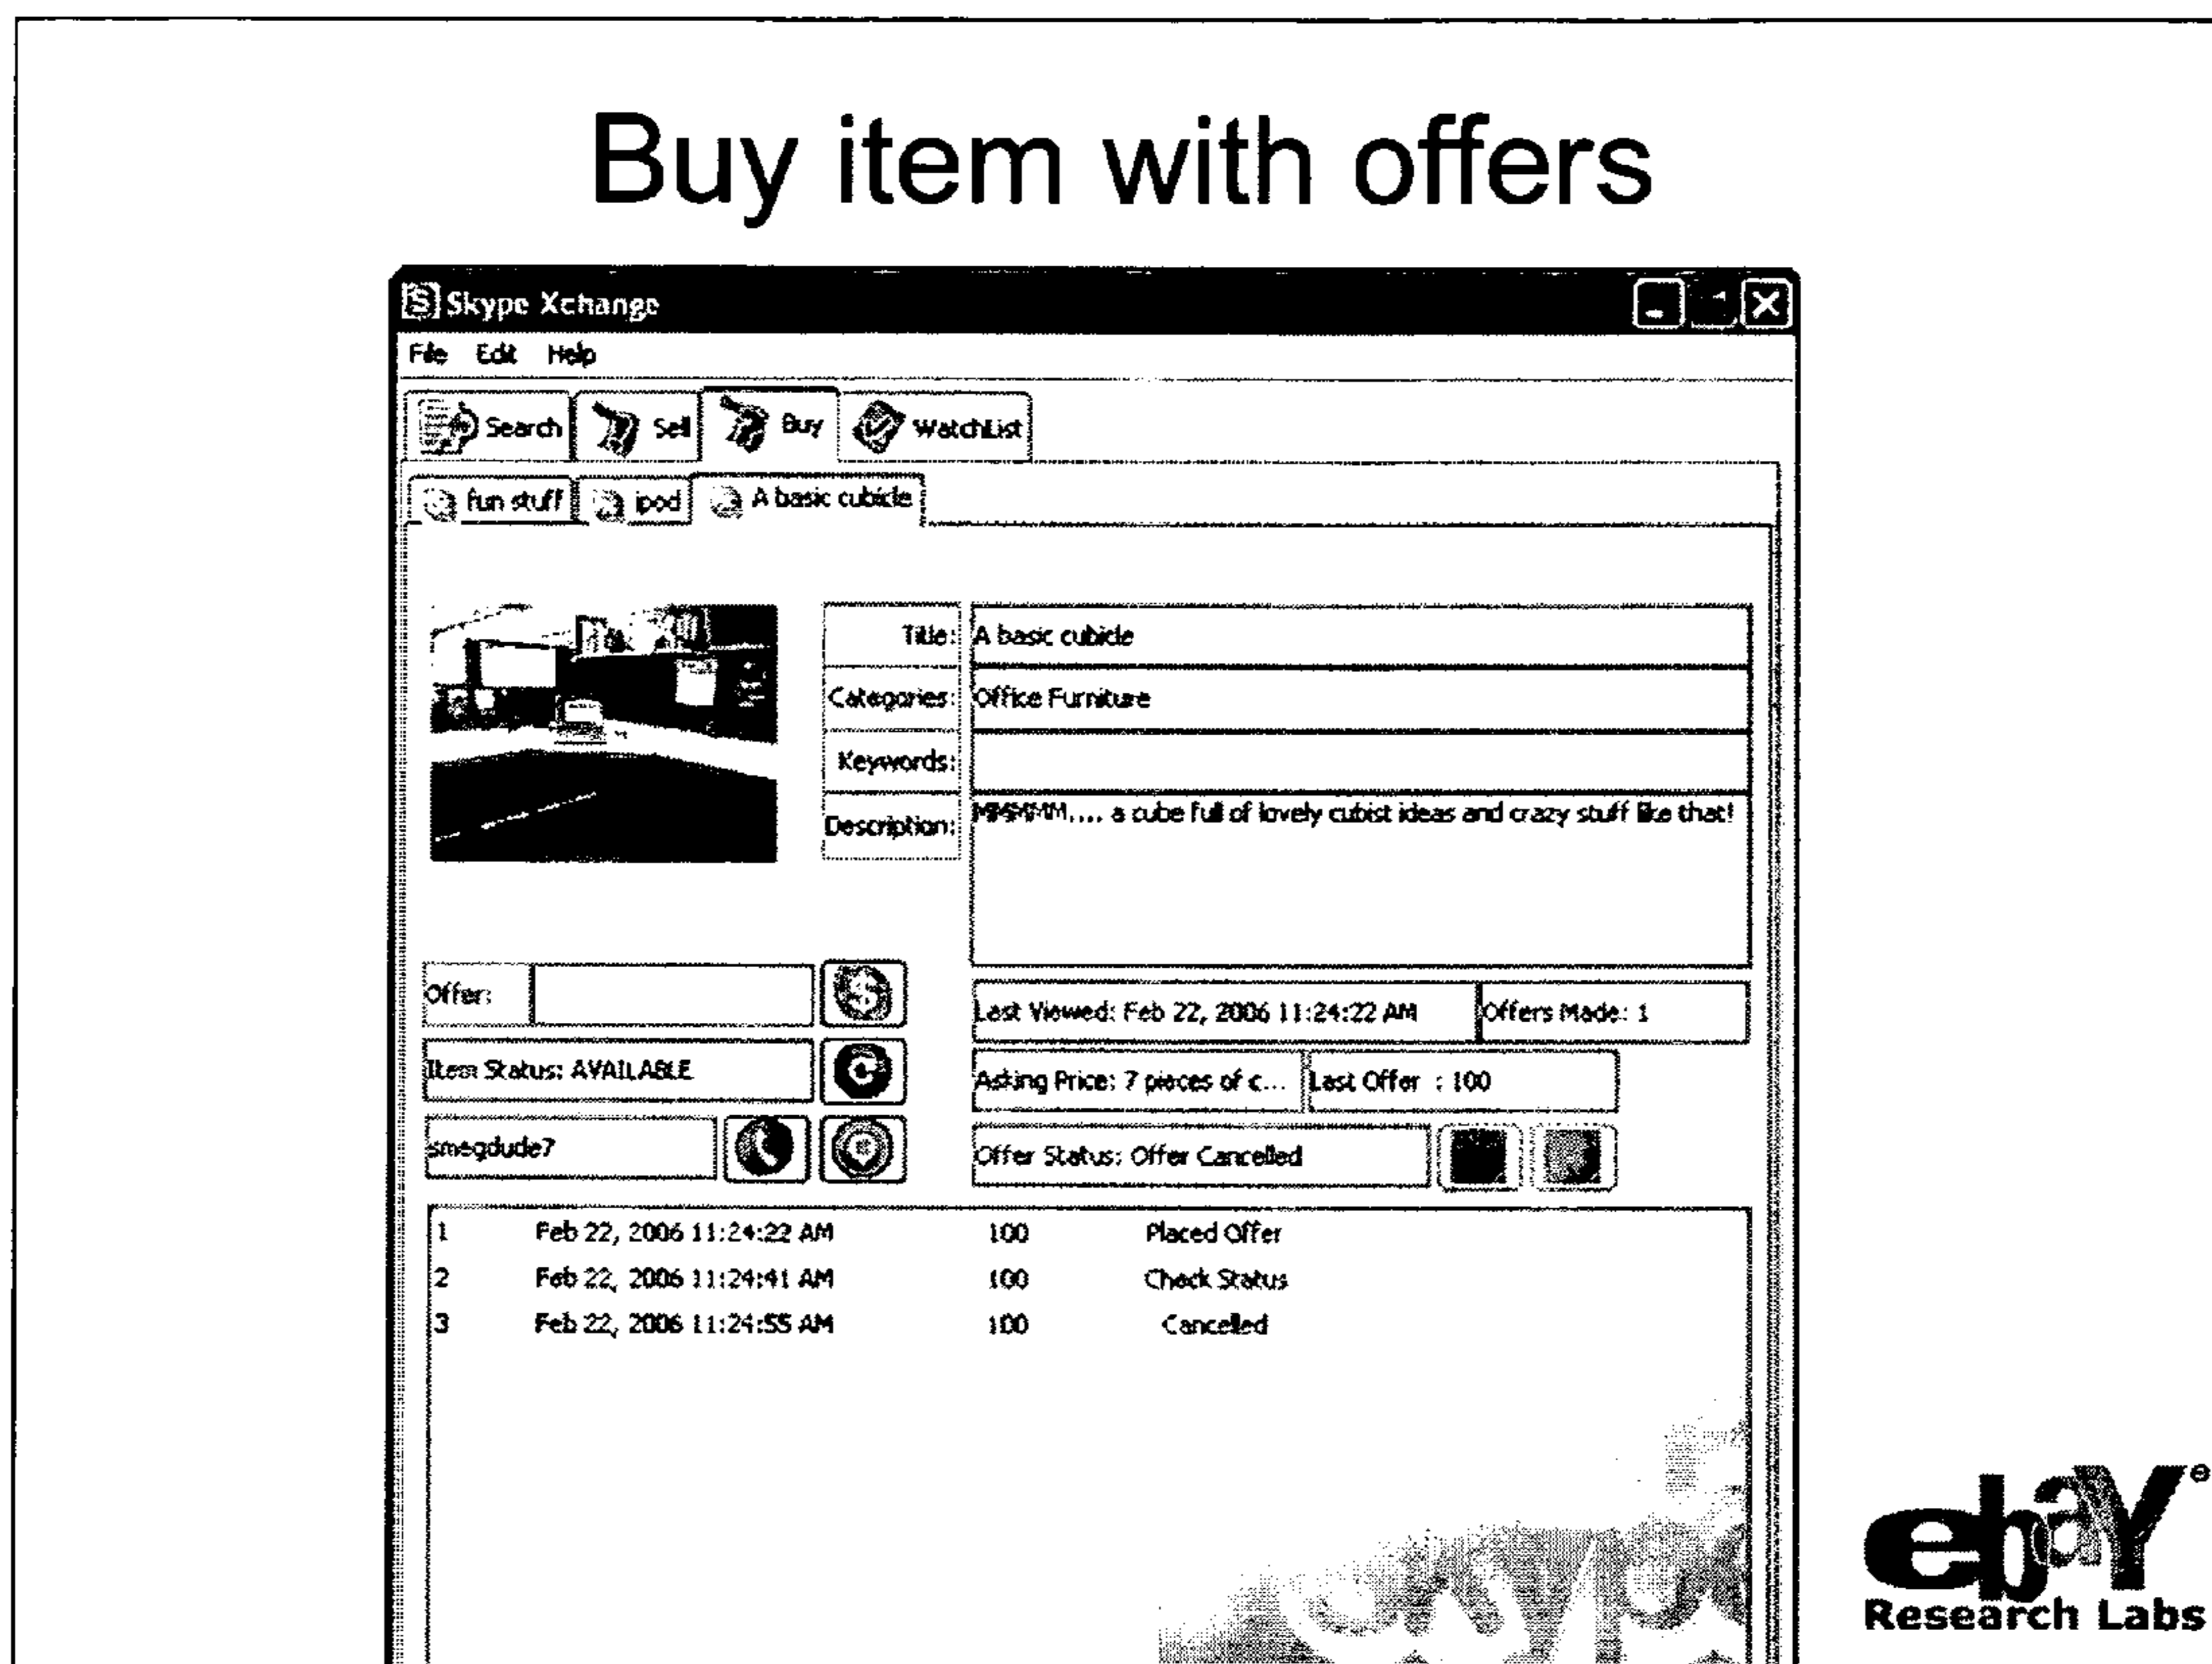 Buy item with offers
Skype Xchange
File Edit Help
Search Sell Buy WatchList
fun stuff ipod A basic cubicle
Title: A basic cubicle
Categories: Office Furniture
Keywords:
Description: MMMMM.... a cube full of lovely cubist ideas and crazy stuff like that!
Offer: $
Last Viewed: Feb 22, 2006 11:24:22 AM Offers Made: 1
Item Status: AVAILABLE
Asking Price: 7 pieces of c... Last Offer : 100
smegdude7
Offer Status: Offer Cancelled
1 Feb 22, 2006 11:24:22 AM 100 Placed Offer
2 Feb 22, 2006 11:24:41 AM 100 Check Status
3 Feb 22, 2006 11:24:55 AM 100 Cancelled
ebaY®
Research Labs